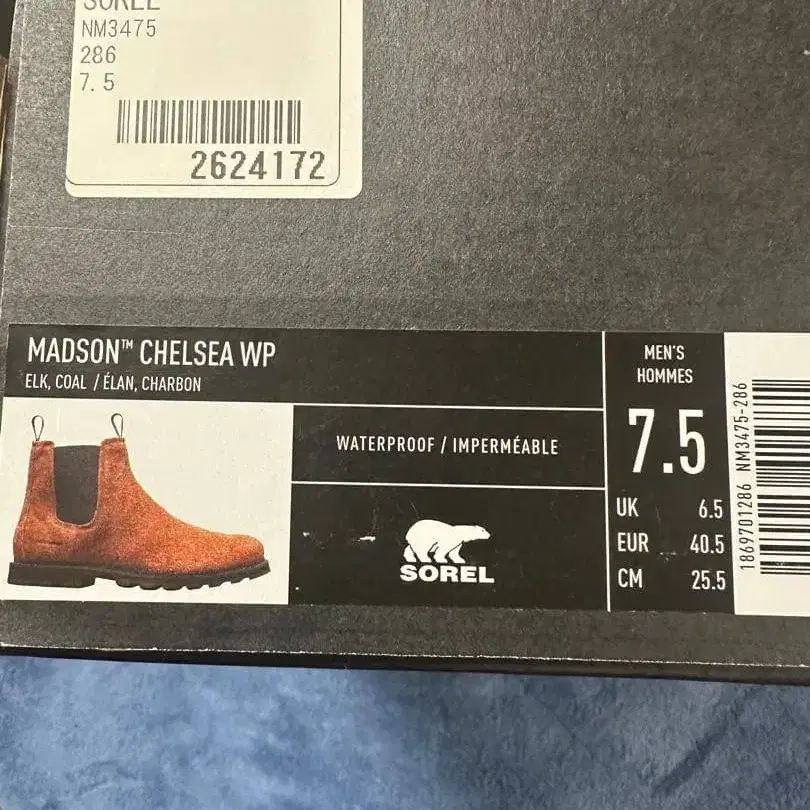 SOREL
NM3475
286
7.5
2624172
MADSON™ CHELSEA WP
ELK, COAL / ÉLAN, CHARBON
WATERPROOF / IMPERMÉABLE
SOREL
MEN'S
HOMMES
7.5
UK 6.5
EUR 40.5
CM 25.5
1869701286 NM3475-286